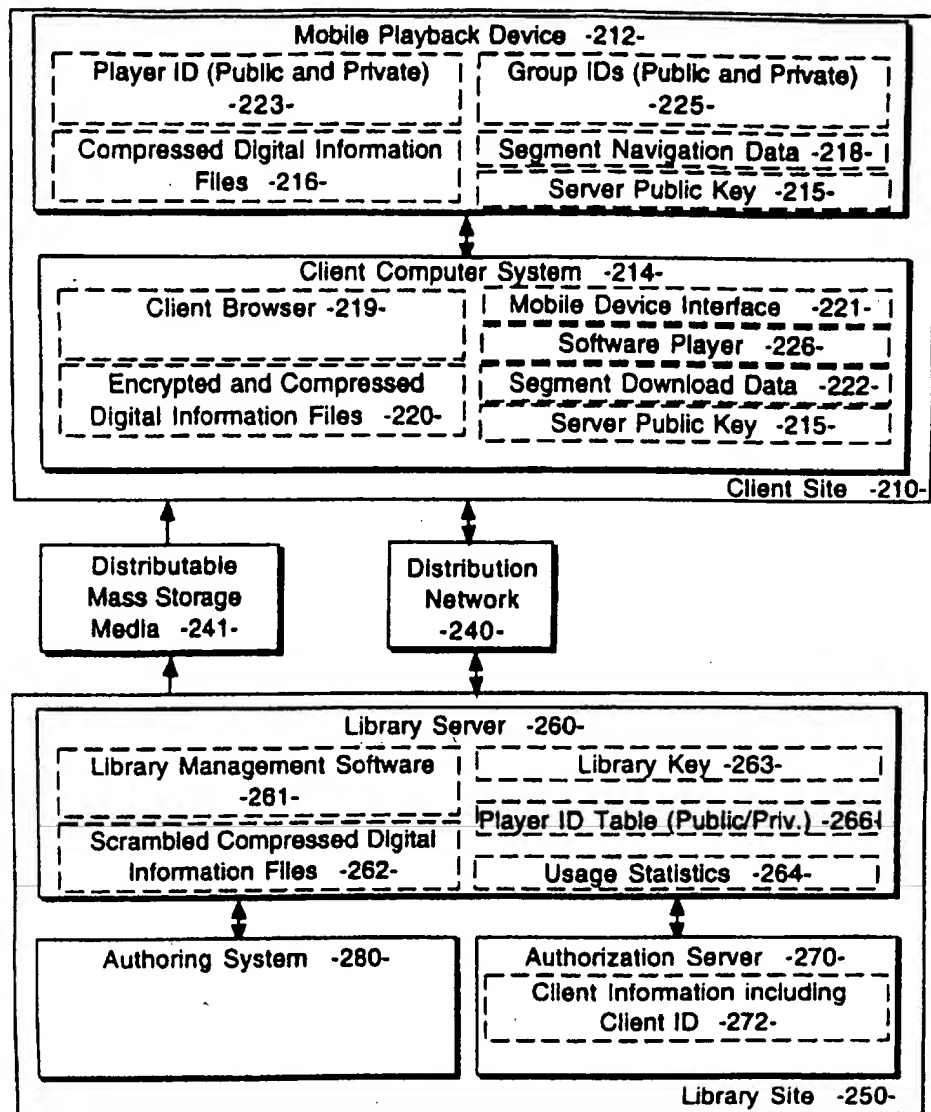 Mobile Playback Device -212-
Player ID (Public and Private)
-223-
Group IDs (Public and Private)
-225-
Compressed Digital Information
Files -216-
Segment Navigation Data -218-
Server Public Key -215-
Client Computer System -214-
Client Browser -219-
Mobile Device Interface -221-
Software Player -226-
Encrypted and Compressed
Digital Information Files -220-
Segment Download Data -222-
Server Public Key -215-
Client Site -210-
Distributable
Mass Storage
Media -241-
Distribution
Network
-240-
Library Server -260-
Library Management Software
-261-
Library Key -263-
Player ID Table (Public/Priv.) -266-
Scrambled Compressed Digital
Information Files -262-
Usage Statistics -264-
Authoring System -280-
Authorization Server -270-
Client Information including
Client ID -272-
Library Site -250-